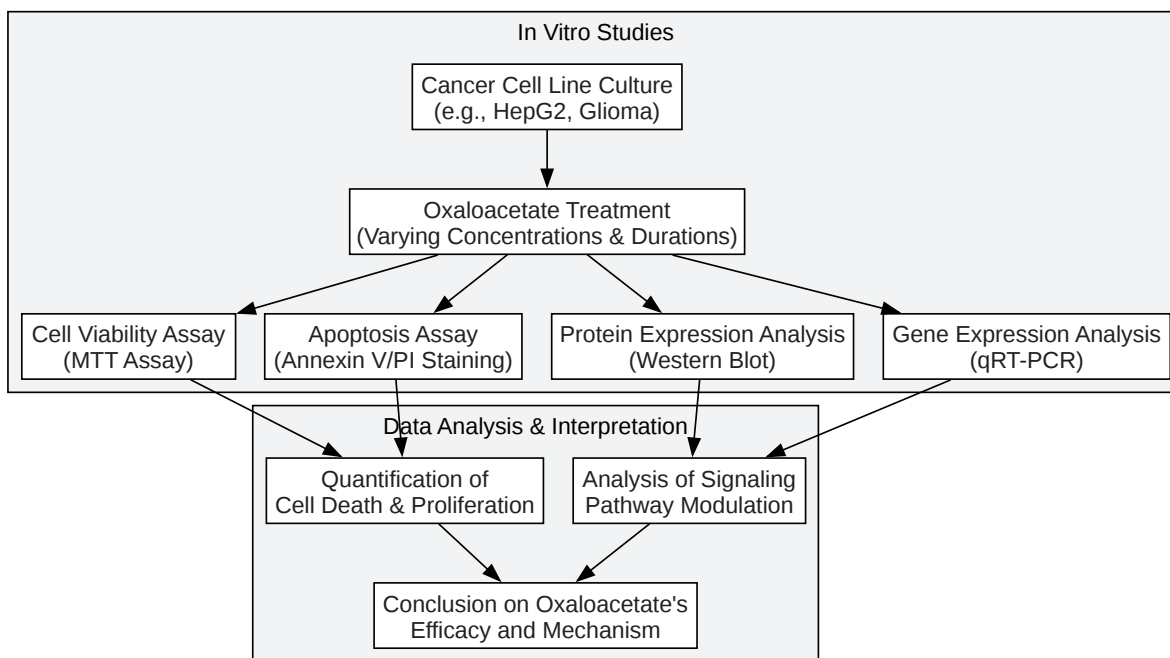 In Vitro Studies
Cancer Cell Line Culture
(e.g., HepG2, Glioma)
Oxaloacetate Treatment
(Varying Concentrations & Durations)
Cell Viability Assay
(MTT Assay)
Apoptosis Assay
(Annexin V/PI Staining)
Protein Expression Analysis
(Western Blot)
Gene Expression Analysis
(qRT-PCR)
Data Analysis & Interpretation
Quantification of
Cell Death & Proliferation
Analysis of Signaling
Pathway Modulation
Conclusion on Oxaloacetate's
Efficacy and Mechanism